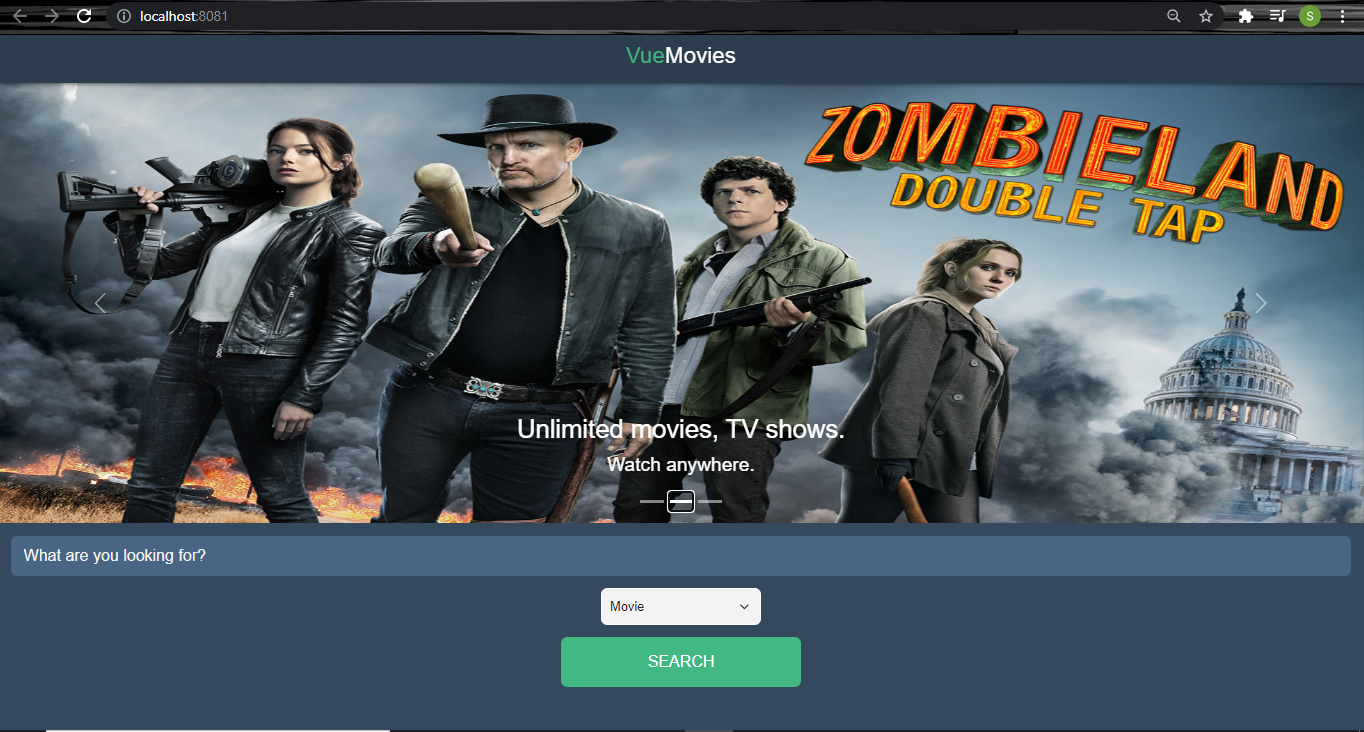 localhost:8081
S
VueMovies
ZOMBIELAND
DOUBLE TAP
Unlimited movies, TV shows.
Watch anywhere.
What are you looking for?
Movie
SEARCH